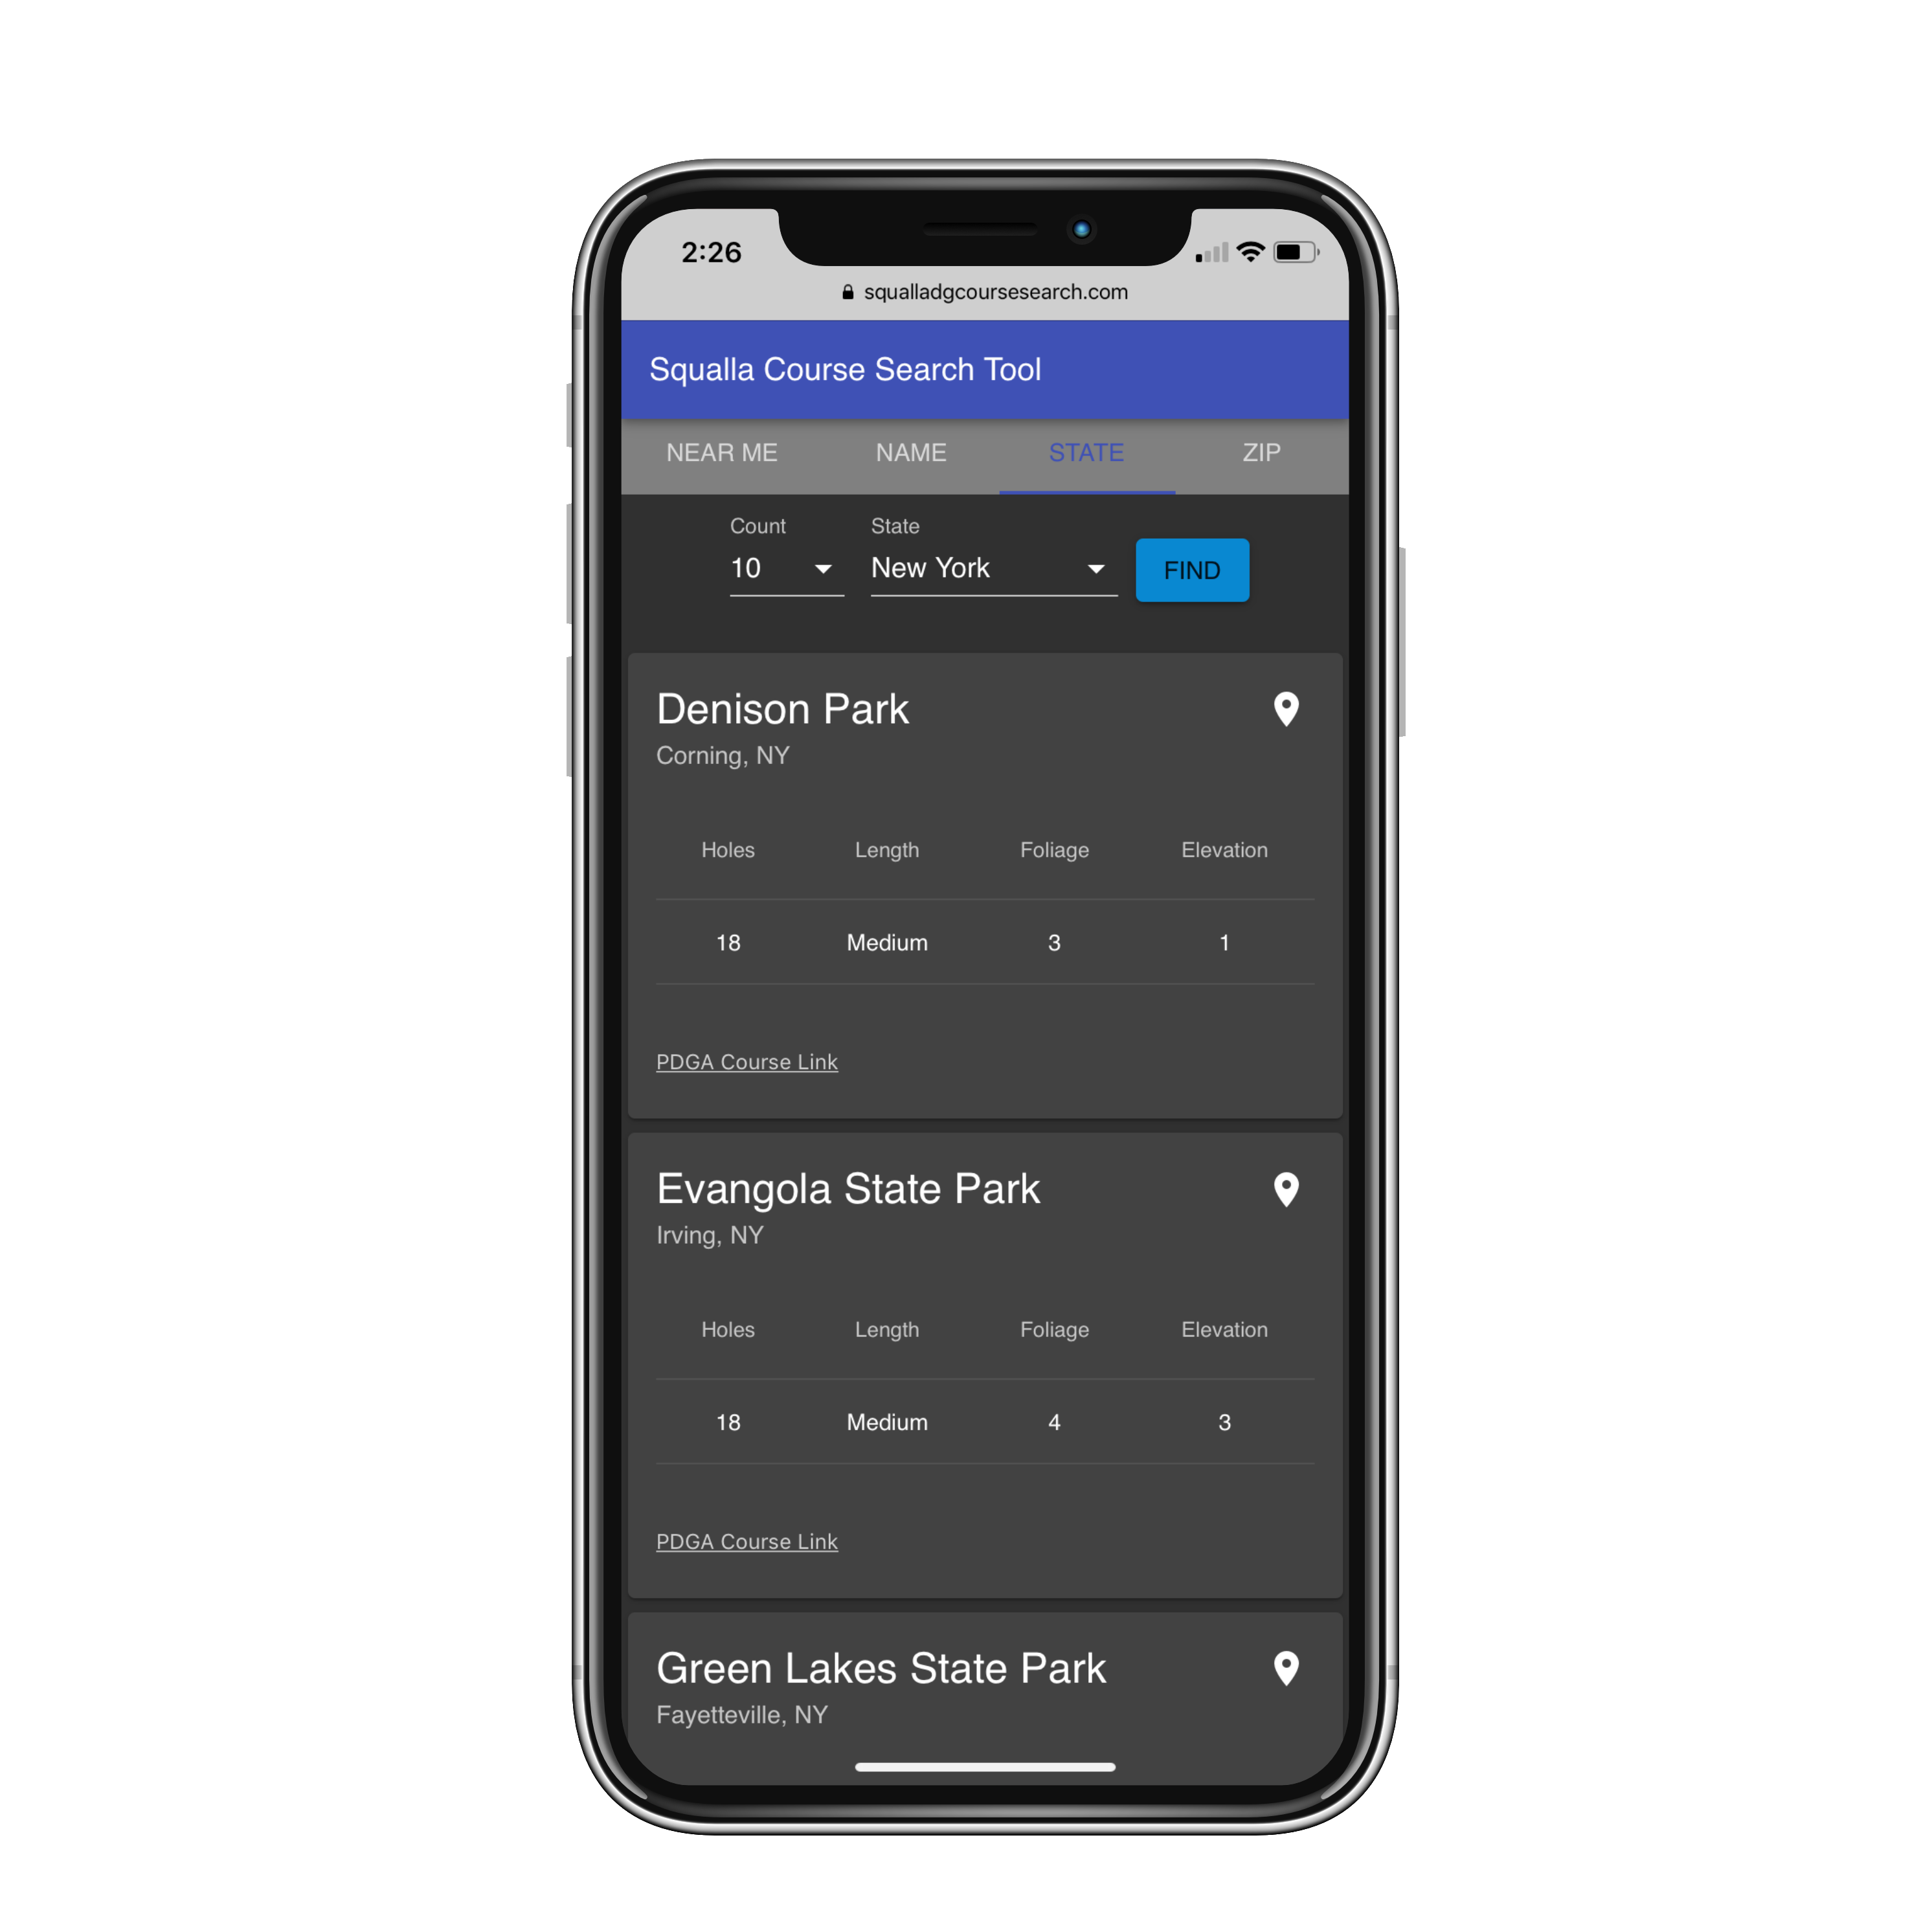 2:26
squalladgcoursesearch.com
Squalla Course Search Tool
NEAR ME NAME STATE ZIP
Count State
10 New York FIND
Denison Park
Corning, NY
Holes Length Foliage Elevation
18 Medium 3 1
PDGA Course Link
Evangola State Park
Irving, NY
Holes Length Foliage Elevation
18 Medium 4 3
PDGA Course Link
Green Lakes State Park
Fayetteville, NY